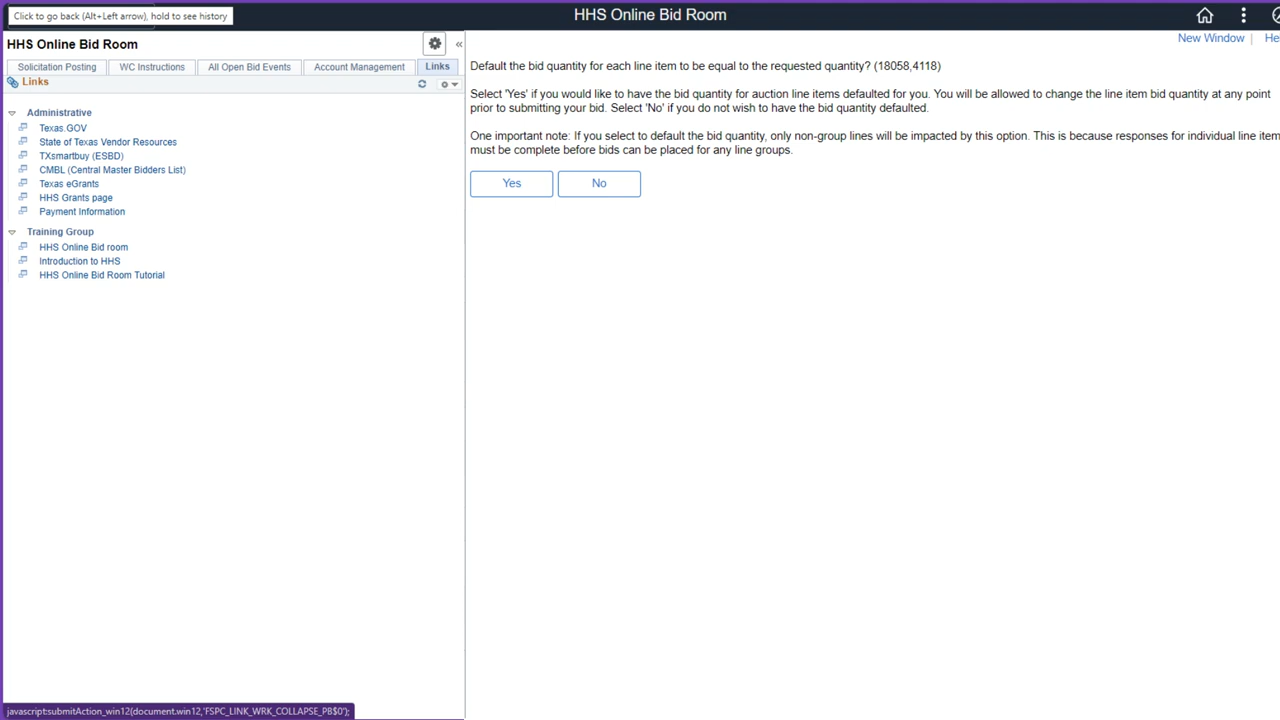 Click to go back (Alt+Left arrow), hold to see history
HHS Online Bid Room
New Window | He
HHS Online Bid Room
«
Solicitation Posting
WC Instructions
All Open Bid Events
Account Management
Links
Links
Administrative
Texas.GOV
State of Texas Vendor Resources
TXsmartbuy (ESBD)
CMBL (Central Master Bidders List)
Texas eGrants
HHS Grants page
Payment Information
Training Group
HHS Online Bid room
Introduction to HHS
HHS Online Bid Room Tutorial
Default the bid quantity for each line item to be equal to the requested quantity? (18058,4118)
Select 'Yes' if you would like to have the bid quantity for auction line items defaulted for you. You will be allowed to change the line item bid quantity at any point
prior to submitting your bid. Select 'No' if you do not wish to have the bid quantity defaulted.
One important note: If you select to default the bid quantity, only non-group lines will be impacted by this option. This is because responses for individual line item
must be complete before bids can be placed for any line groups.
Yes
No
javascript:submitAction_win12(document.win12,'FSPC_LINK_WRK_COLLAPSE_PB$0');